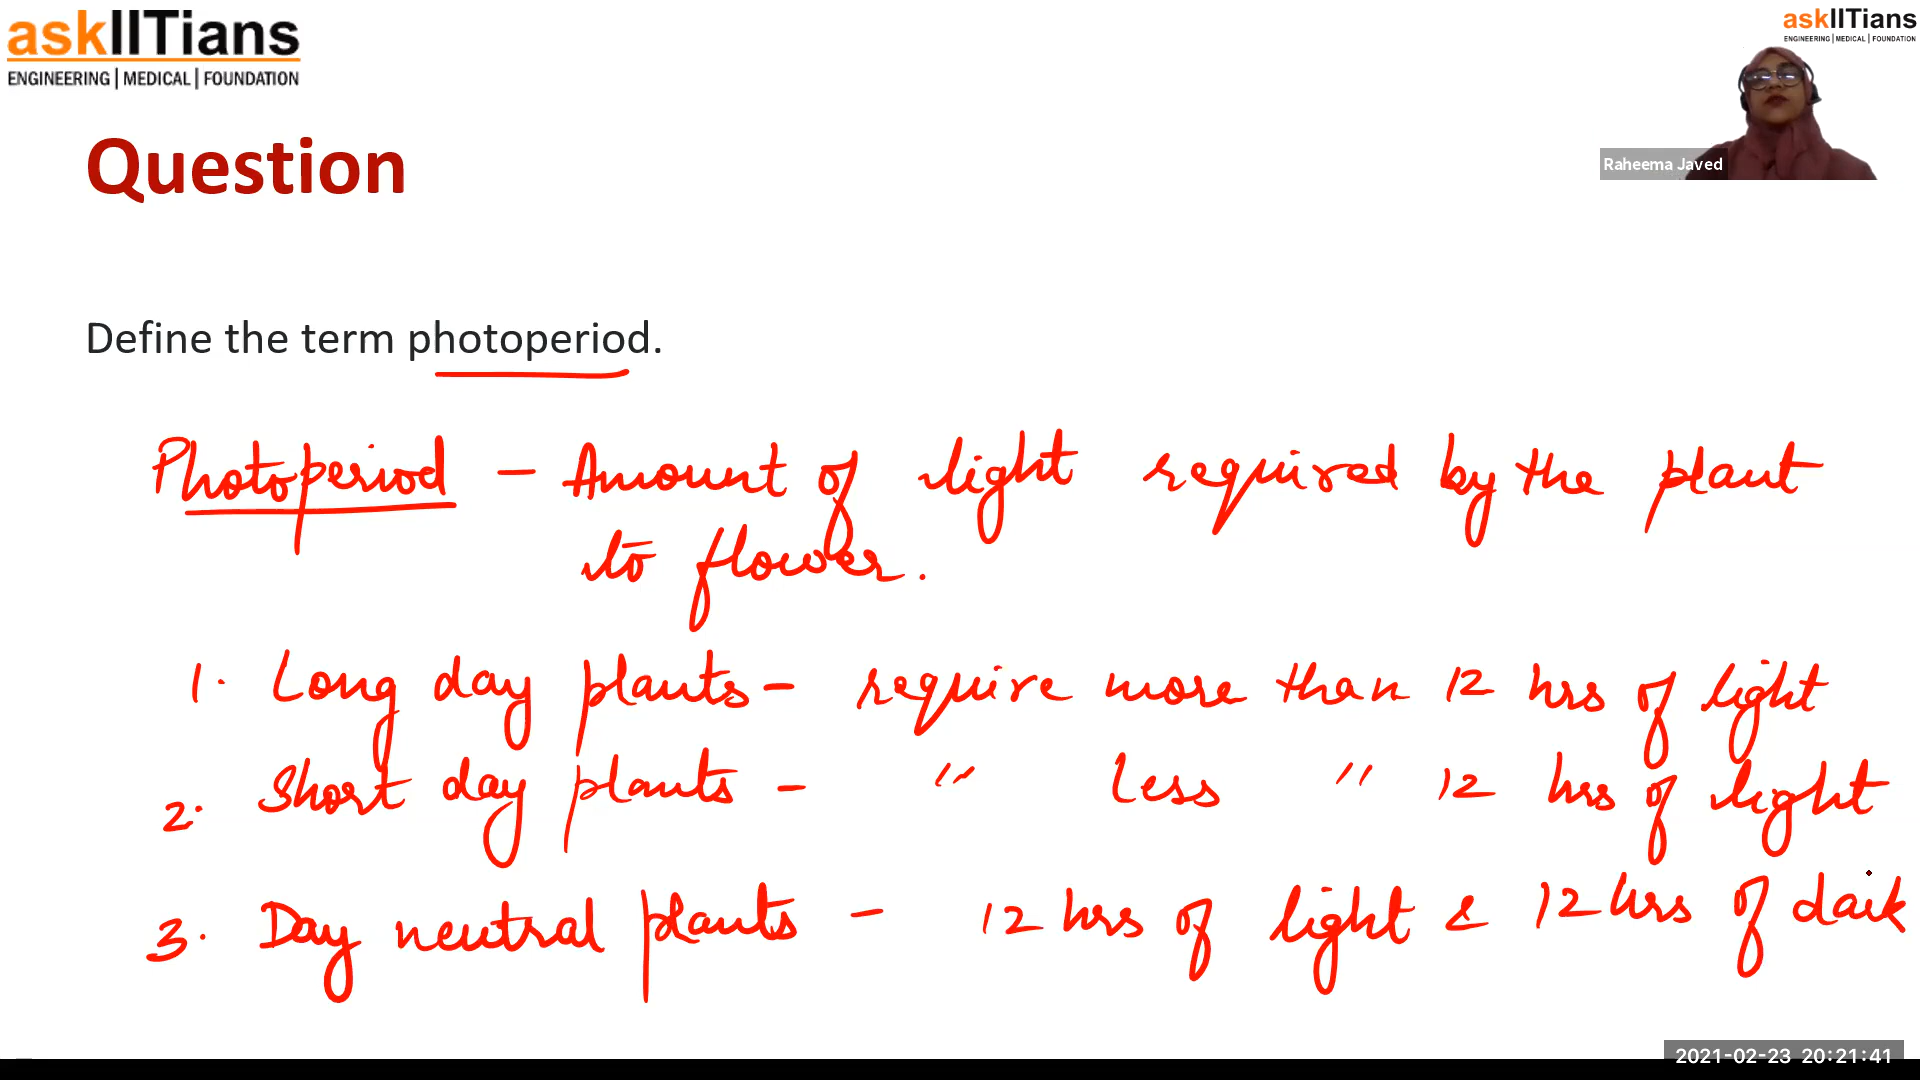 askIITians
ENGINEERING | MEDICAL | FOUNDATION
askIITians
ENGINEERING | MEDICAL | FOUNDATION
Raheema Javed
Question
Define the term photoperiod.
Photoperiod - Amount of light required by the plant
to flower.
1. Long day plants - require more than 12 hrs of light
2. Short day plants - " less " 12 hrs of light
3. Day neutral plants - 12 hrs of light & 12 hrs of dark
2021-02-23 20:21:41